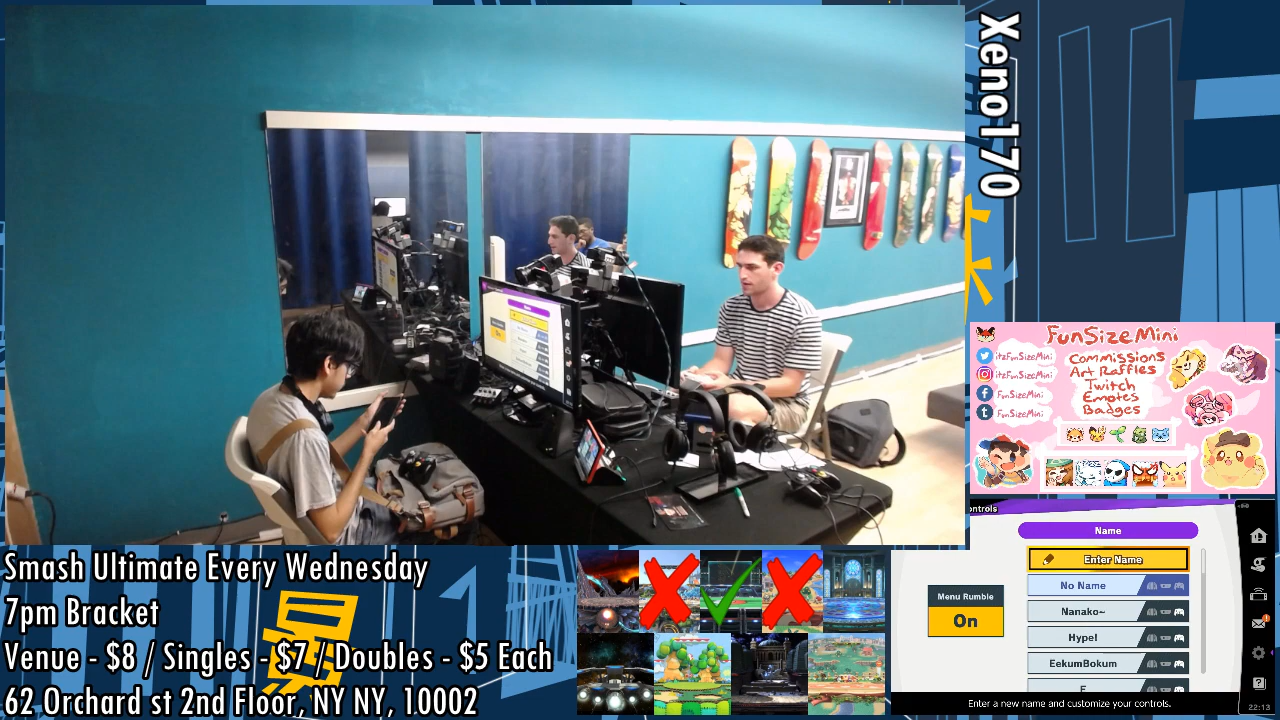 Xeno170
FunSizeMini
itzFunSizeMini
itzFunSizeMini
FunSizeMini
FunSizeMini
Commissions
Art Raffles
Twitch
Emotes
Badges
ontrols
Name
Enter Name
No Name
Nanako~
Hype!
EekumBokum
Menu Rumble
On
Enter a new name and customize your controls.
22:13
Smash Ultimate Every Wednesday
7pm Bracket
Venue - $8 / Singles - $7 / Doubles - $5 Each
62 Orchard st 2nd Floor, NY NY, 10002